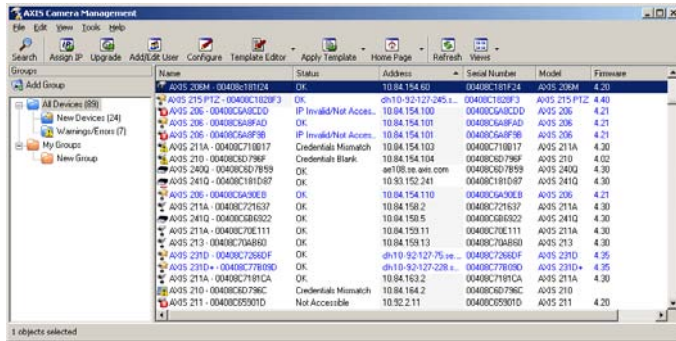 AXIS Camera Management
File Edit View Tools Help
Search Assign IP Upgrade Add/Edit User Configure Template Editor Apply Template Home Page Refresh Views
Groups
Add Group
All Devices (89)
New Devices (24)
Warnings/Errors (7)
My Groups
New Group
Name Status Address Serial Number Model Firmware
AXIS 206M - 00408c181f24 OK 10.84.154.60 00408C181F24 AXIS 206M 4.20
AXIS 215 PTZ - 00408C1828F3 OK dh10-92-127-245.s... 00408C1828F3 AXIS 215 PTZ 4.40
AXIS 206 - 00408C6A8CDD IP Invalid/Not Acces... 10.84.154.100 00408C6A8CDD AXIS 206 4.21
AXIS 206 - 00408C6A8FAD OK 10.84.154.101 00408C6A8FAD AXIS 206 4.21
AXIS 206 - 00408C6A8F9B IP Invalid/Not Acces... 10.84.154.101 00408C6A8F9B AXIS 206 4.21
AXIS 211A - 00408C718B17 Credentials Mismatch 10.84.154.103 00408C718B17 AXIS 211A 4.30
AXIS 210 - 00408C6D796F Credentials Blank 10.84.154.104 00408C6D796F AXIS 210 4.02
AXIS 240Q - 00408C6D7B59 OK ae108.se.axis.com 00408C6D7B59 AXIS 240Q 4.30
AXIS 241Q - 00408C181D87 OK 10.93.152.241 00408C181D87 AXIS 241Q 4.30
AXIS 206 - 00408C6A90EB OK 10.84.154.110 00408C6A90EB AXIS 206 4.21
AXIS 211A - 00408C721637 OK 10.84.158.2 00408C721637 AXIS 211A 4.30
AXIS 241Q - 00408C6B6922 OK 10.84.158.5 00408C6B6922 AXIS 241Q 4.30
AXIS 211A - 00408C70E111 OK 10.84.159.11 00408C70E111 AXIS 211A 4.30
AXIS 213 - 00408C70AB60 OK 10.84.159.13 00408C70AB60 AXIS 213 4.30
AXIS 231D - 00408C7266DF OK dh10-92-127-75.se... 00408C7266DF AXIS 231D 4.35
AXIS 231D+ - 00408C77B09D OK dh10-92-127-228.s... 00408C77B09D AXIS 231D+ 4.35
AXIS 211A - 00408C7181CA OK 10.84.163.2 00408C7181CA AXIS 211A 4.30
AXIS 210 - 00408C6D796C Credentials Mismatch 10.84.164.2 00408C6D796C AXIS 210
AXIS 211 - 00408C65901D Not Accessible 10.92.2.11 00408C65901D AXIS 211 4.20
1 objects selected